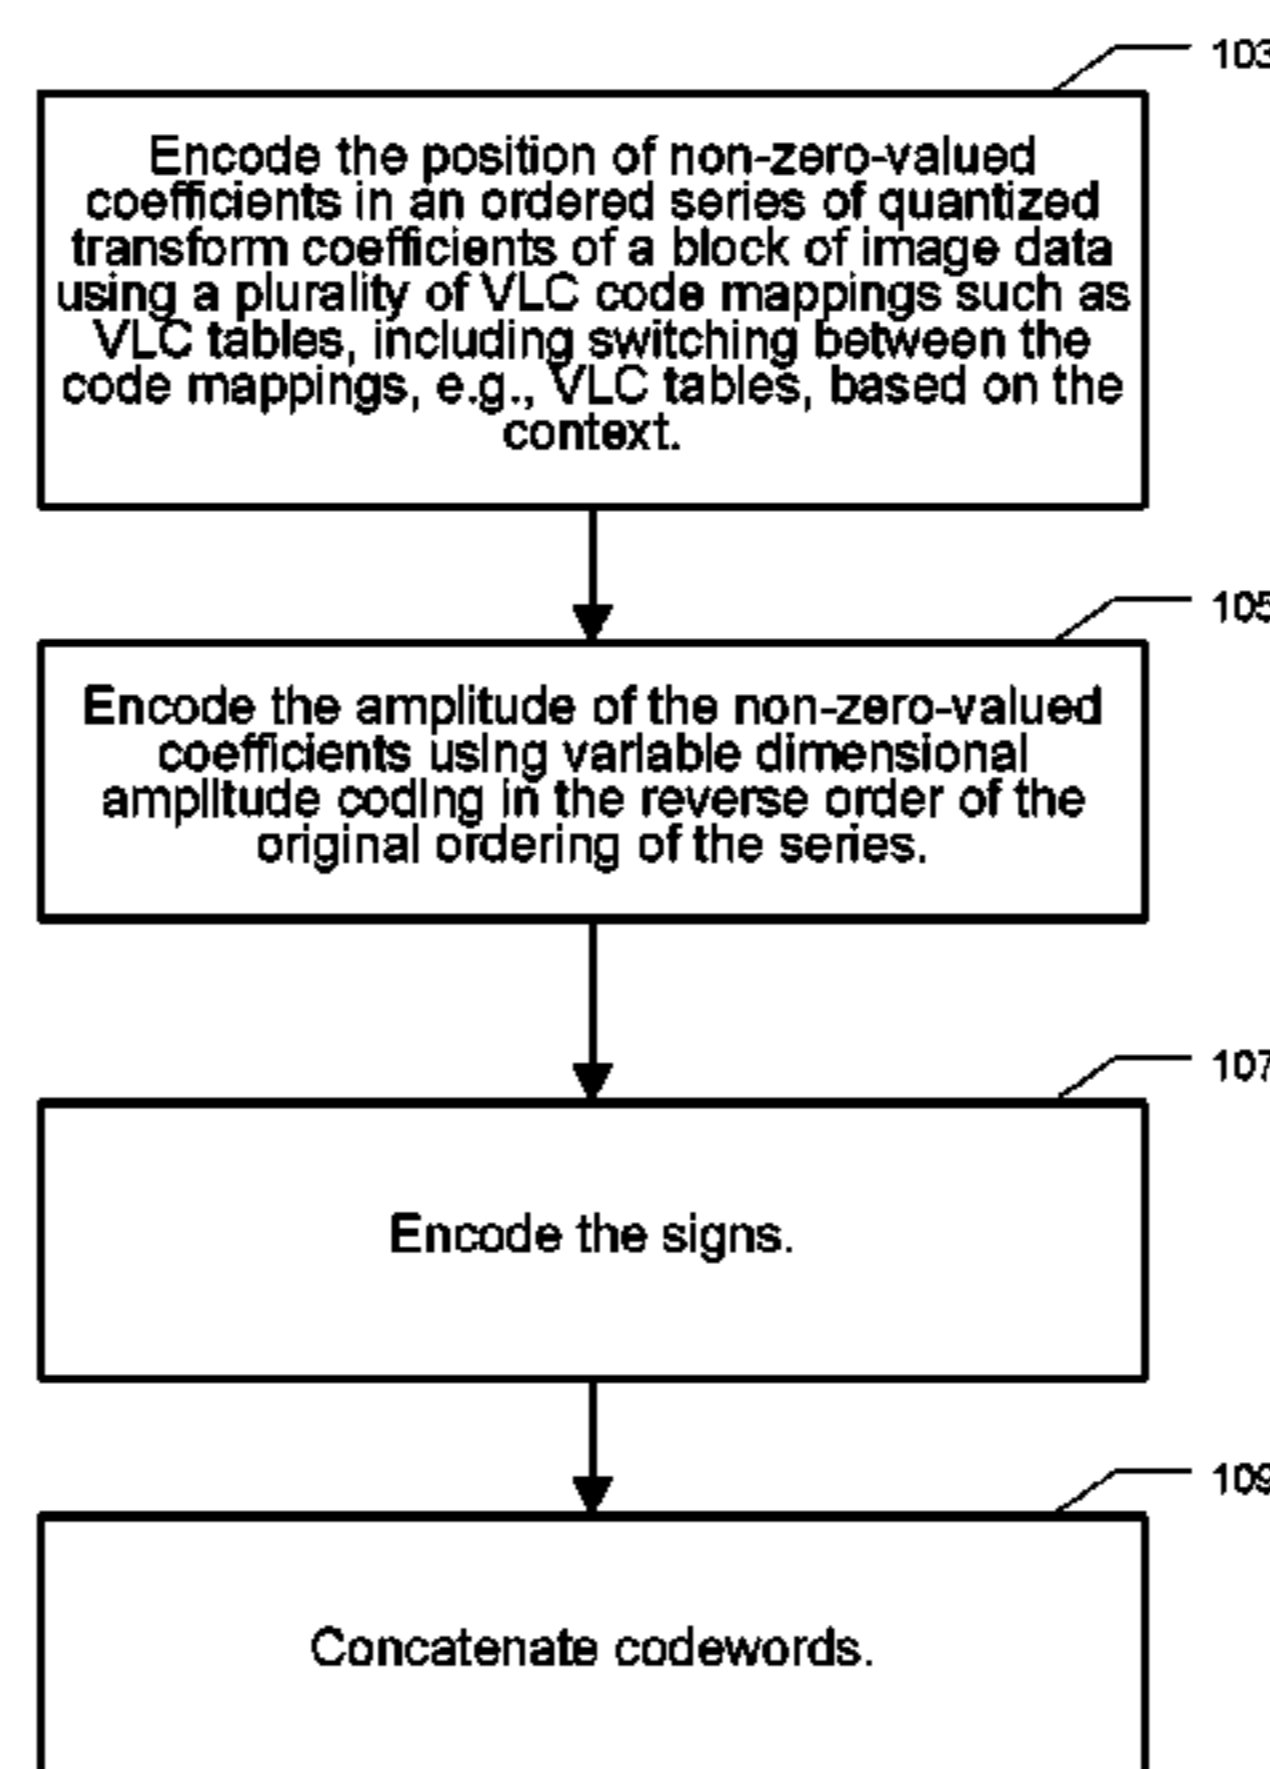 103
Encode the position of non-zero-valued
coefficients in an ordered series of quantized
transform coefficients of a block of image data
using a plurality of VLC code mappings such as
VLC tables, including switching between the
code mappings, e.g., VLC tables, based on the
context.
105
Encode the amplitude of the non-zero-valued
coefficients using variable dimensional
amplitude coding in the reverse order of the
original ordering of the series.
107
Encode the signs.
109
Concatenate codewords.